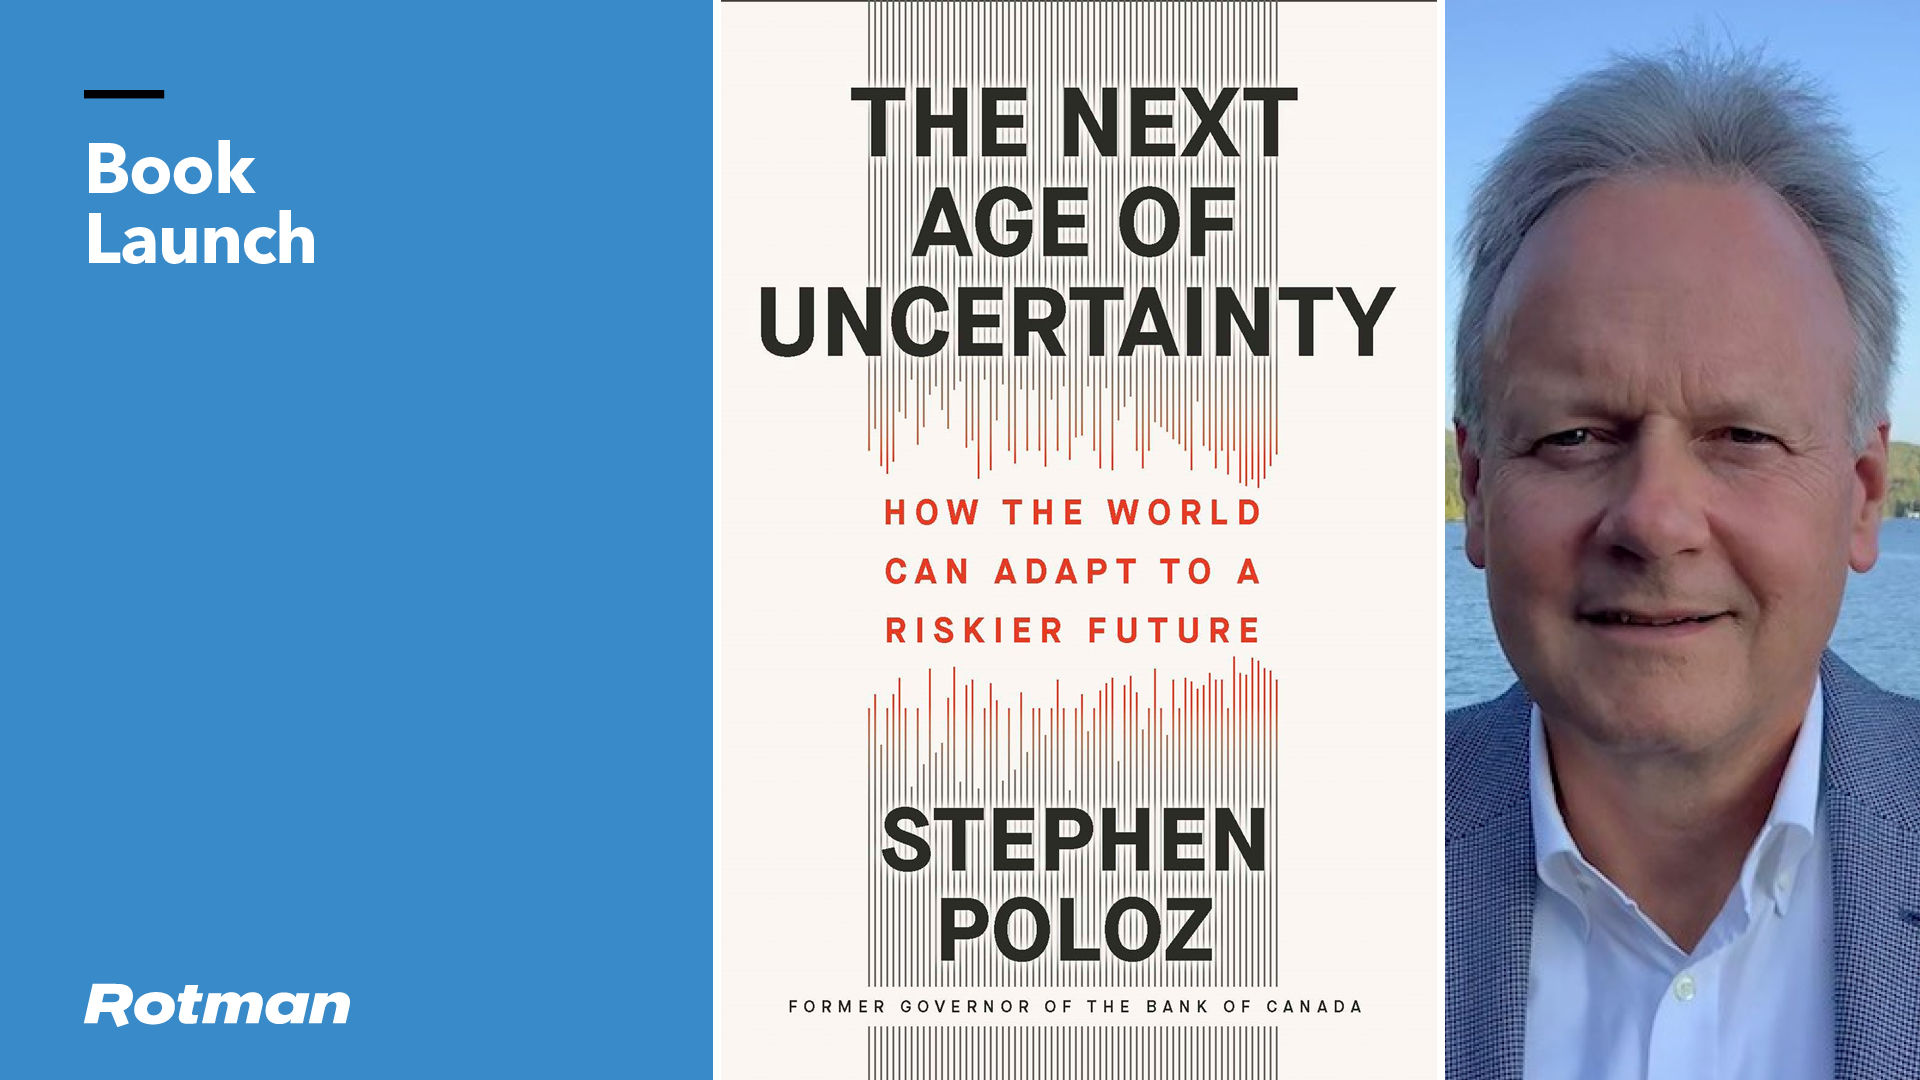 Book
Launch
Rotman
THE NEXT
AGE OF
UNCERTAINTY
HOW THE WORLD
CAN ADAPT TO A
RISKIER FUTURE
STEPHEN
POLOZ
FORMER GOVERNOR OF THE BANK OF CANADA